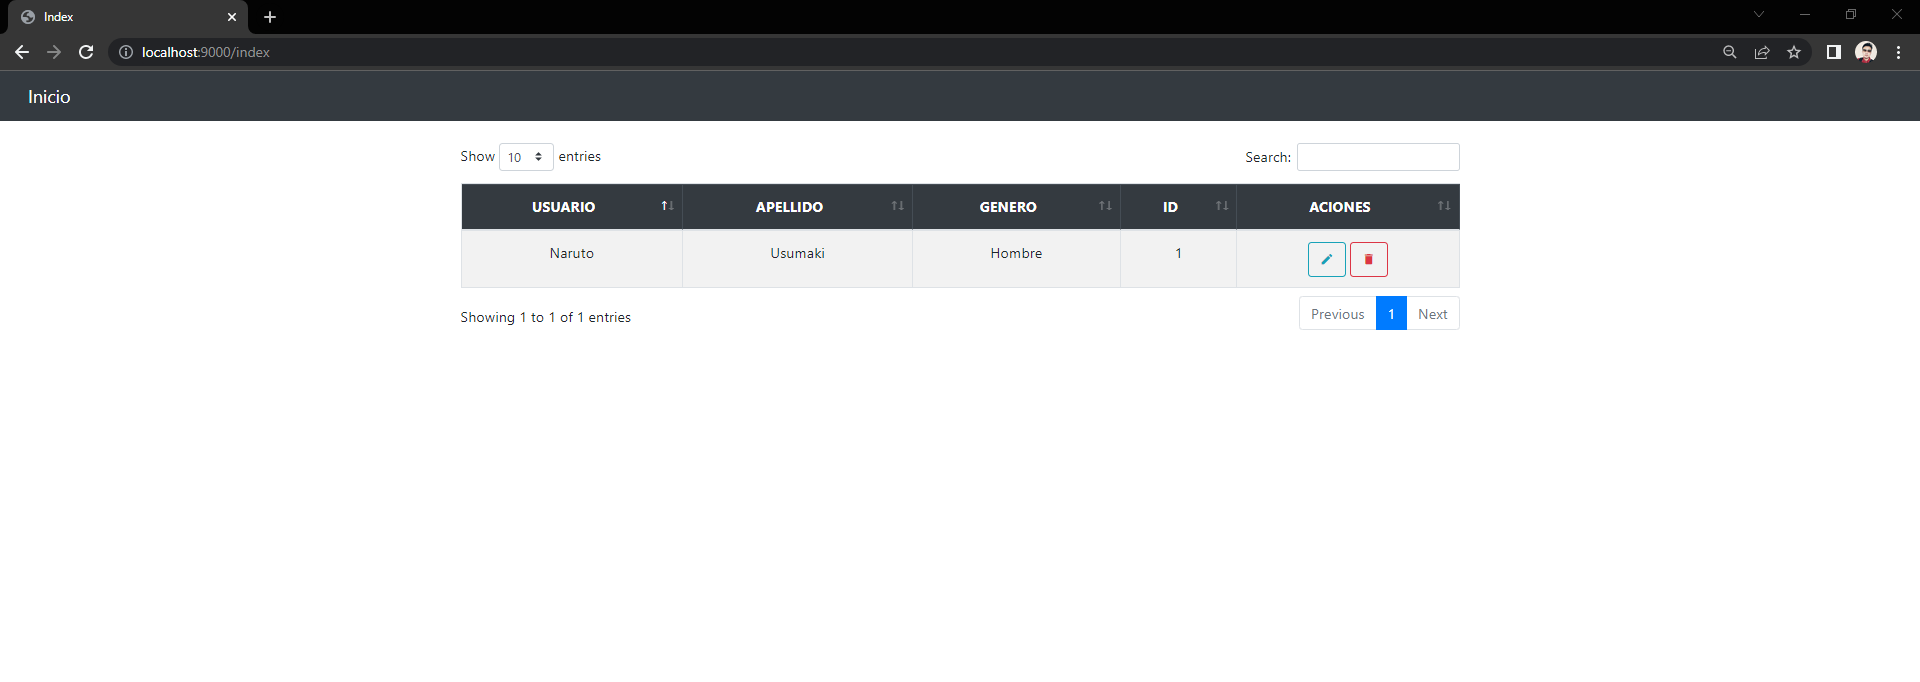 Index
localhost:9000/index
Inicio
Show 10 entries
Search:
USUARIO APELLIDO GENERO ID ACIONES
Naruto Usumaki Hombre 1
Showing 1 to 1 of 1 entries
Previous 1 Next